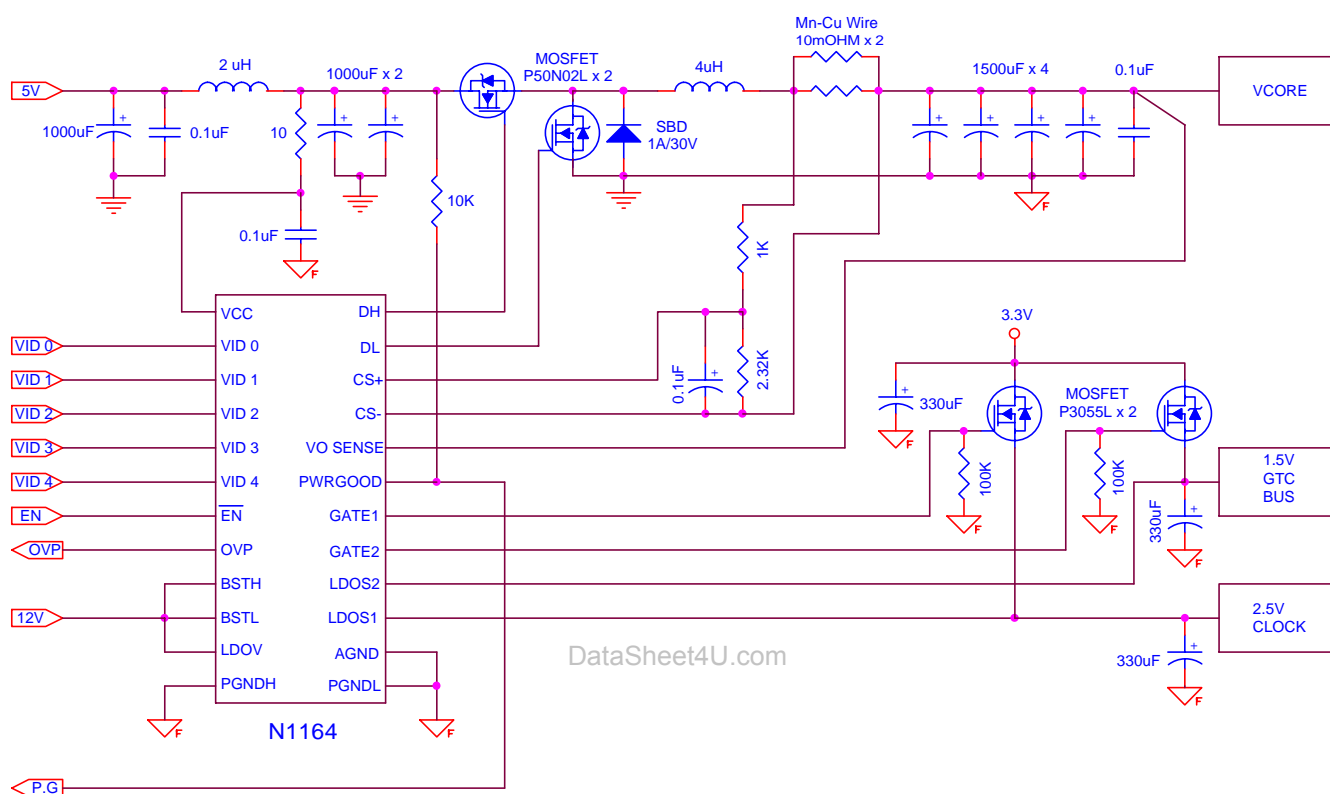 Mn-Cu Wire
10mOHM x 2
MOSFET
P50N02L x 2
2 uH
1000uF x 2
4uH
1500uF x 4
0.1uF
5V
VCORE
1000uF
0.1uF
10
SBD
1A/30V
10K
0.1uF
F
F
1K
VCC
DH
3.3V
VID 0
VID 0
DL
VID 1
VID 1
CS+
0.1uF
2.32K
VID 2
VID 2
CS-
330uF
MOSFET
P3055L x 2
F
VID 3
VID 3
VO SENSE
100K
100K
1.5V
GTC
BUS
VID 4
VID 4
PWRGOOD
EN
EN
GATE1
330uF
F
F
OVP
OVP
GATE2
F
BSTH
LDOS2
12V
BSTL
LDOS1
2.5V
CLOCK
LDOV
AGND
DataSheet4U.com
330uF
PGNDH
PGNDL
F
F
F
N1164
P.G